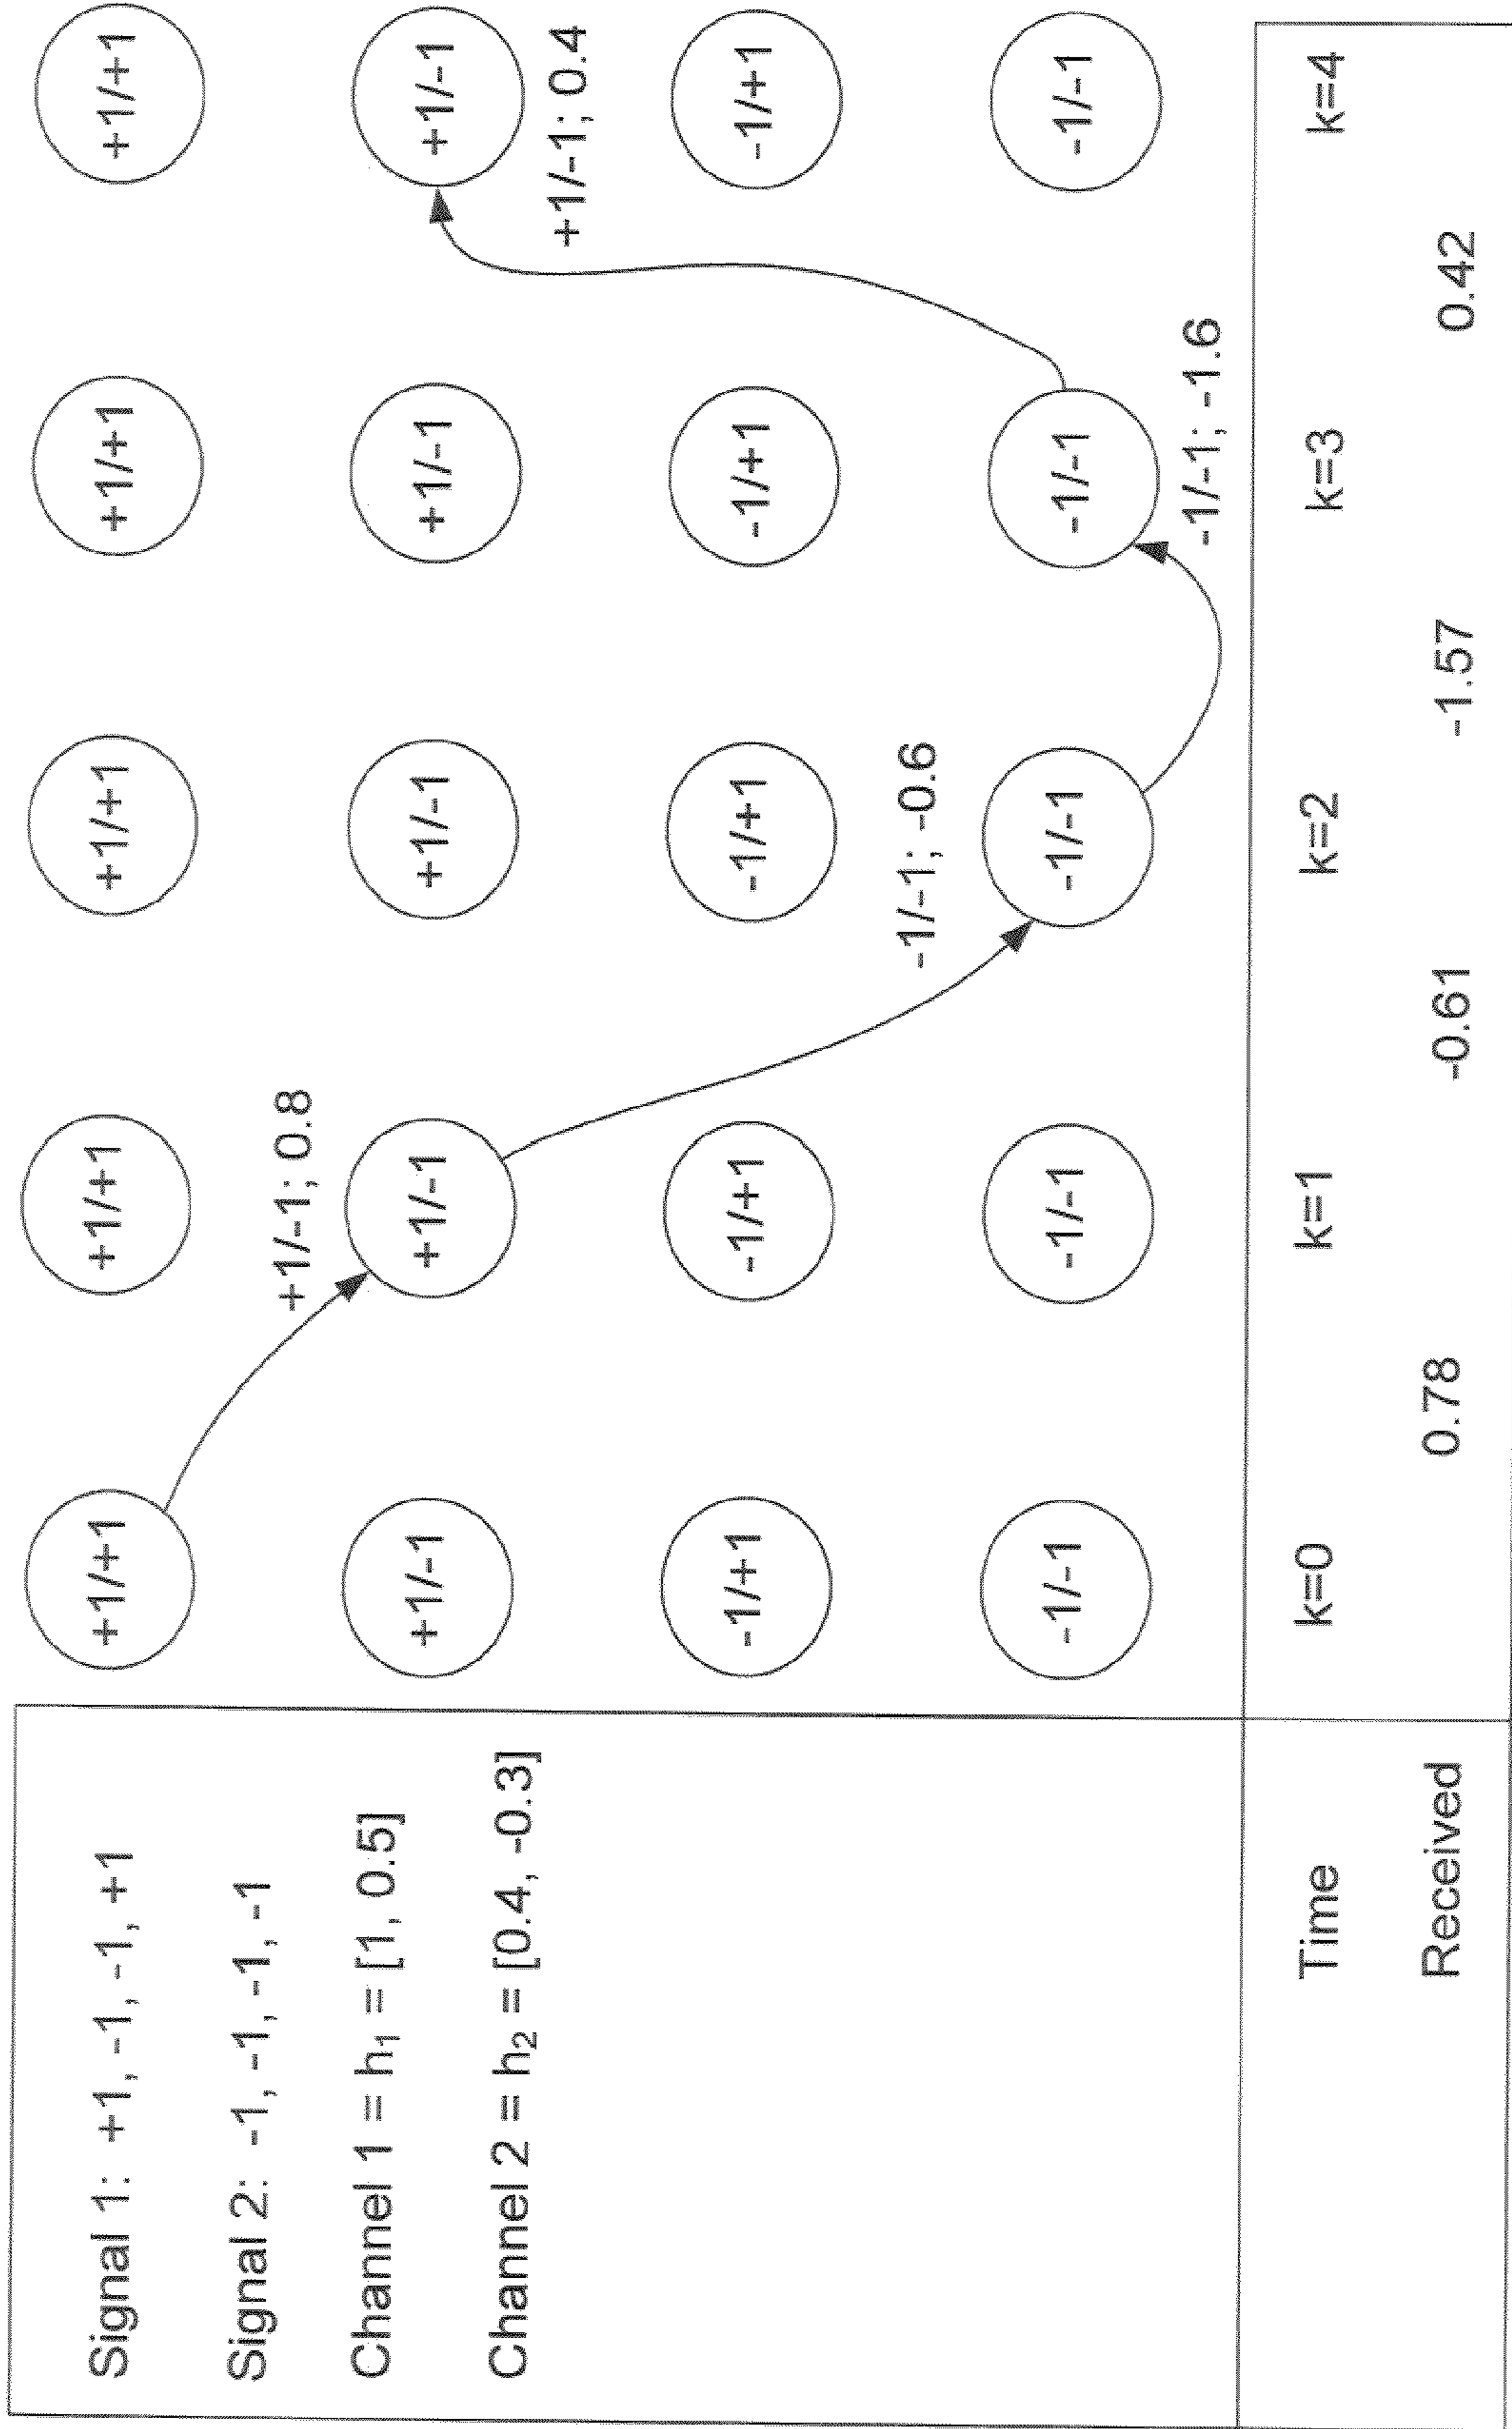 Signal 1: +1, -1, -1, +1
Signal 2: -1, -1, -1, -1
Channel 1 = h₁ = [1, 0.5]
Channel 2 = h₂ = [0.4, -0.3]
+1/+1 +1/+1 +1/+1 +1/+1 +1/+1
+1/-1; 0.8
+1/-1 +1/-1 +1/-1 +1/-1 +1/-1
+1/-1; 0.4
-1/+1 -1/+1 -1/+1 -1/+1 -1/+1
-1/-1; -0.6
-1/-1 -1/-1 -1/-1 -1/-1 -1/-1
-1/-1; -1.6
Time k=0 k=1 k=2 k=3 k=4
Received 0.78 -0.61 -1.57 0.42